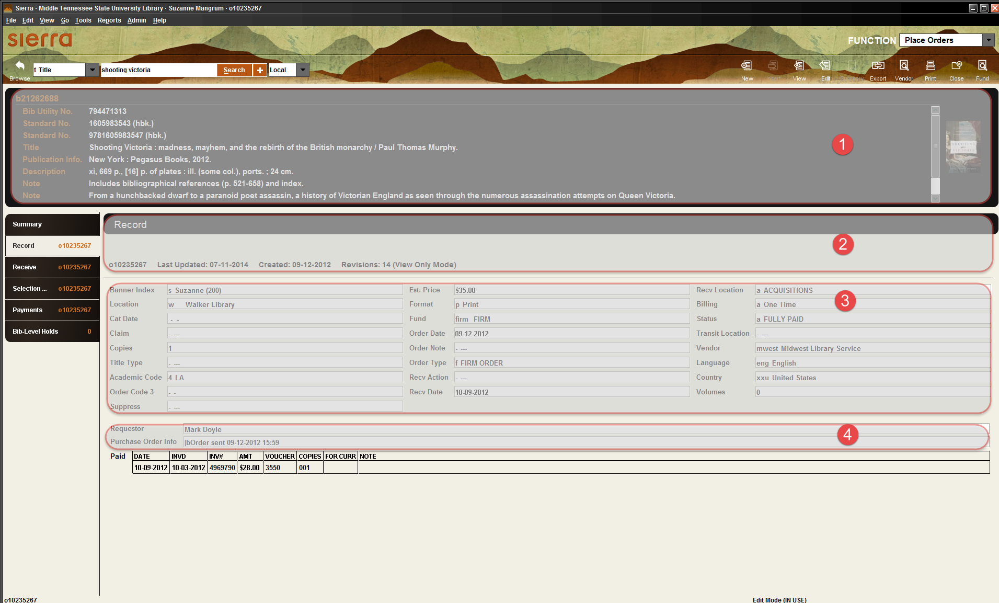 Sierra · Middle Tennessee State University Library · Suzanne Mangrum · o10235267
File Edit View Go Tools Reports Admin Help
sierra
FUNCTION Place Orders
Browse t Title shooting victoria Search + Local
New Insert View Edit Summary Export Vendor Print Close Fund
b21262688
Bib Utility No. 794471313
Standard No. 1605983543 (hbk.)
Standard No. 9781605983547 (hbk.)
Title Shooting Victoria : madness, mayhem, and the rebirth of the British monarchy / Paul Thomas Murphy.
Publication Info. New York : Pegasus Books, 2012.
Description xi, 669 p., [16] p. of plates : ill. (some col.), ports. ; 24 cm.
Note Includes bibliographical references (p. 521-658) and index.
Note From a hunchbacked dwarf to a paranoid poet assassin, a history of Victorian England as seen through the numerous assassination attempts on Queen Victoria.
1
SHOOTING
VICTORIA
Summary
Record o10235267
Receive o10235267
Selection ... o10235267
Payments o10235267
Bib-Level Holds 0
Record
2
o10235267 Last Updated: 07-11-2014 Created: 09-12-2012 Revisions: 14 (View Only Mode)
Banner Index s Suzanne (200) Est. Price $35.00 Recv Location a ACQUISITIONS
3
Location w Walker Library Format p Print Billing a One Time
Cat Date - - Fund firm FIRM Status a FULLY PAID
Claim - --- Order Date 09-12-2012 Transit Location - ---
Copies 1 Order Note - --- Vendor mwest Midwest Library Service
Title Type - --- Order Type f FIRM ORDER Language eng English
Academic Code 4 LA Recv Action - --- Country xxu United States
Order Code 3 - - Recv Date 10-09-2012 Volumes 0
Suppress - ---
Requestor Mark Doyle
4
Purchase Order Info |bOrder sent 09-12-2012 15:59
Paid DATE INVD INV# AMT VOUCHER COPIES FOR CURR NOTE
10-09-2012 10-03-2012 4969790 $28.00 3550 001
o10235267 Edit Mode (IN USE)